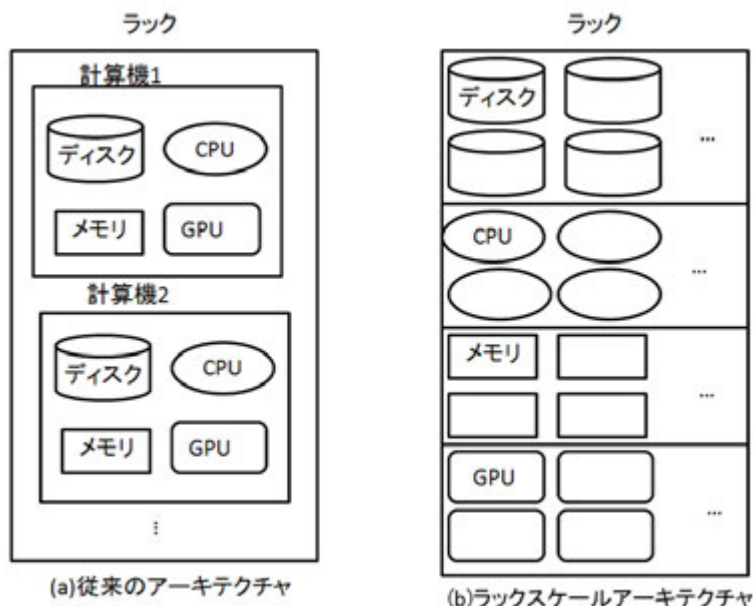 ラック
計算機1
ディスク
CPU
メモリ
GPU
計算機2
ディスク
CPU
メモリ
GPU
⋮
(a)従来のアーキテクチャ
ラック
ディスク
...
CPU
...
メモリ
...
GPU
...
(b)ラックスケールアーキテクチャ